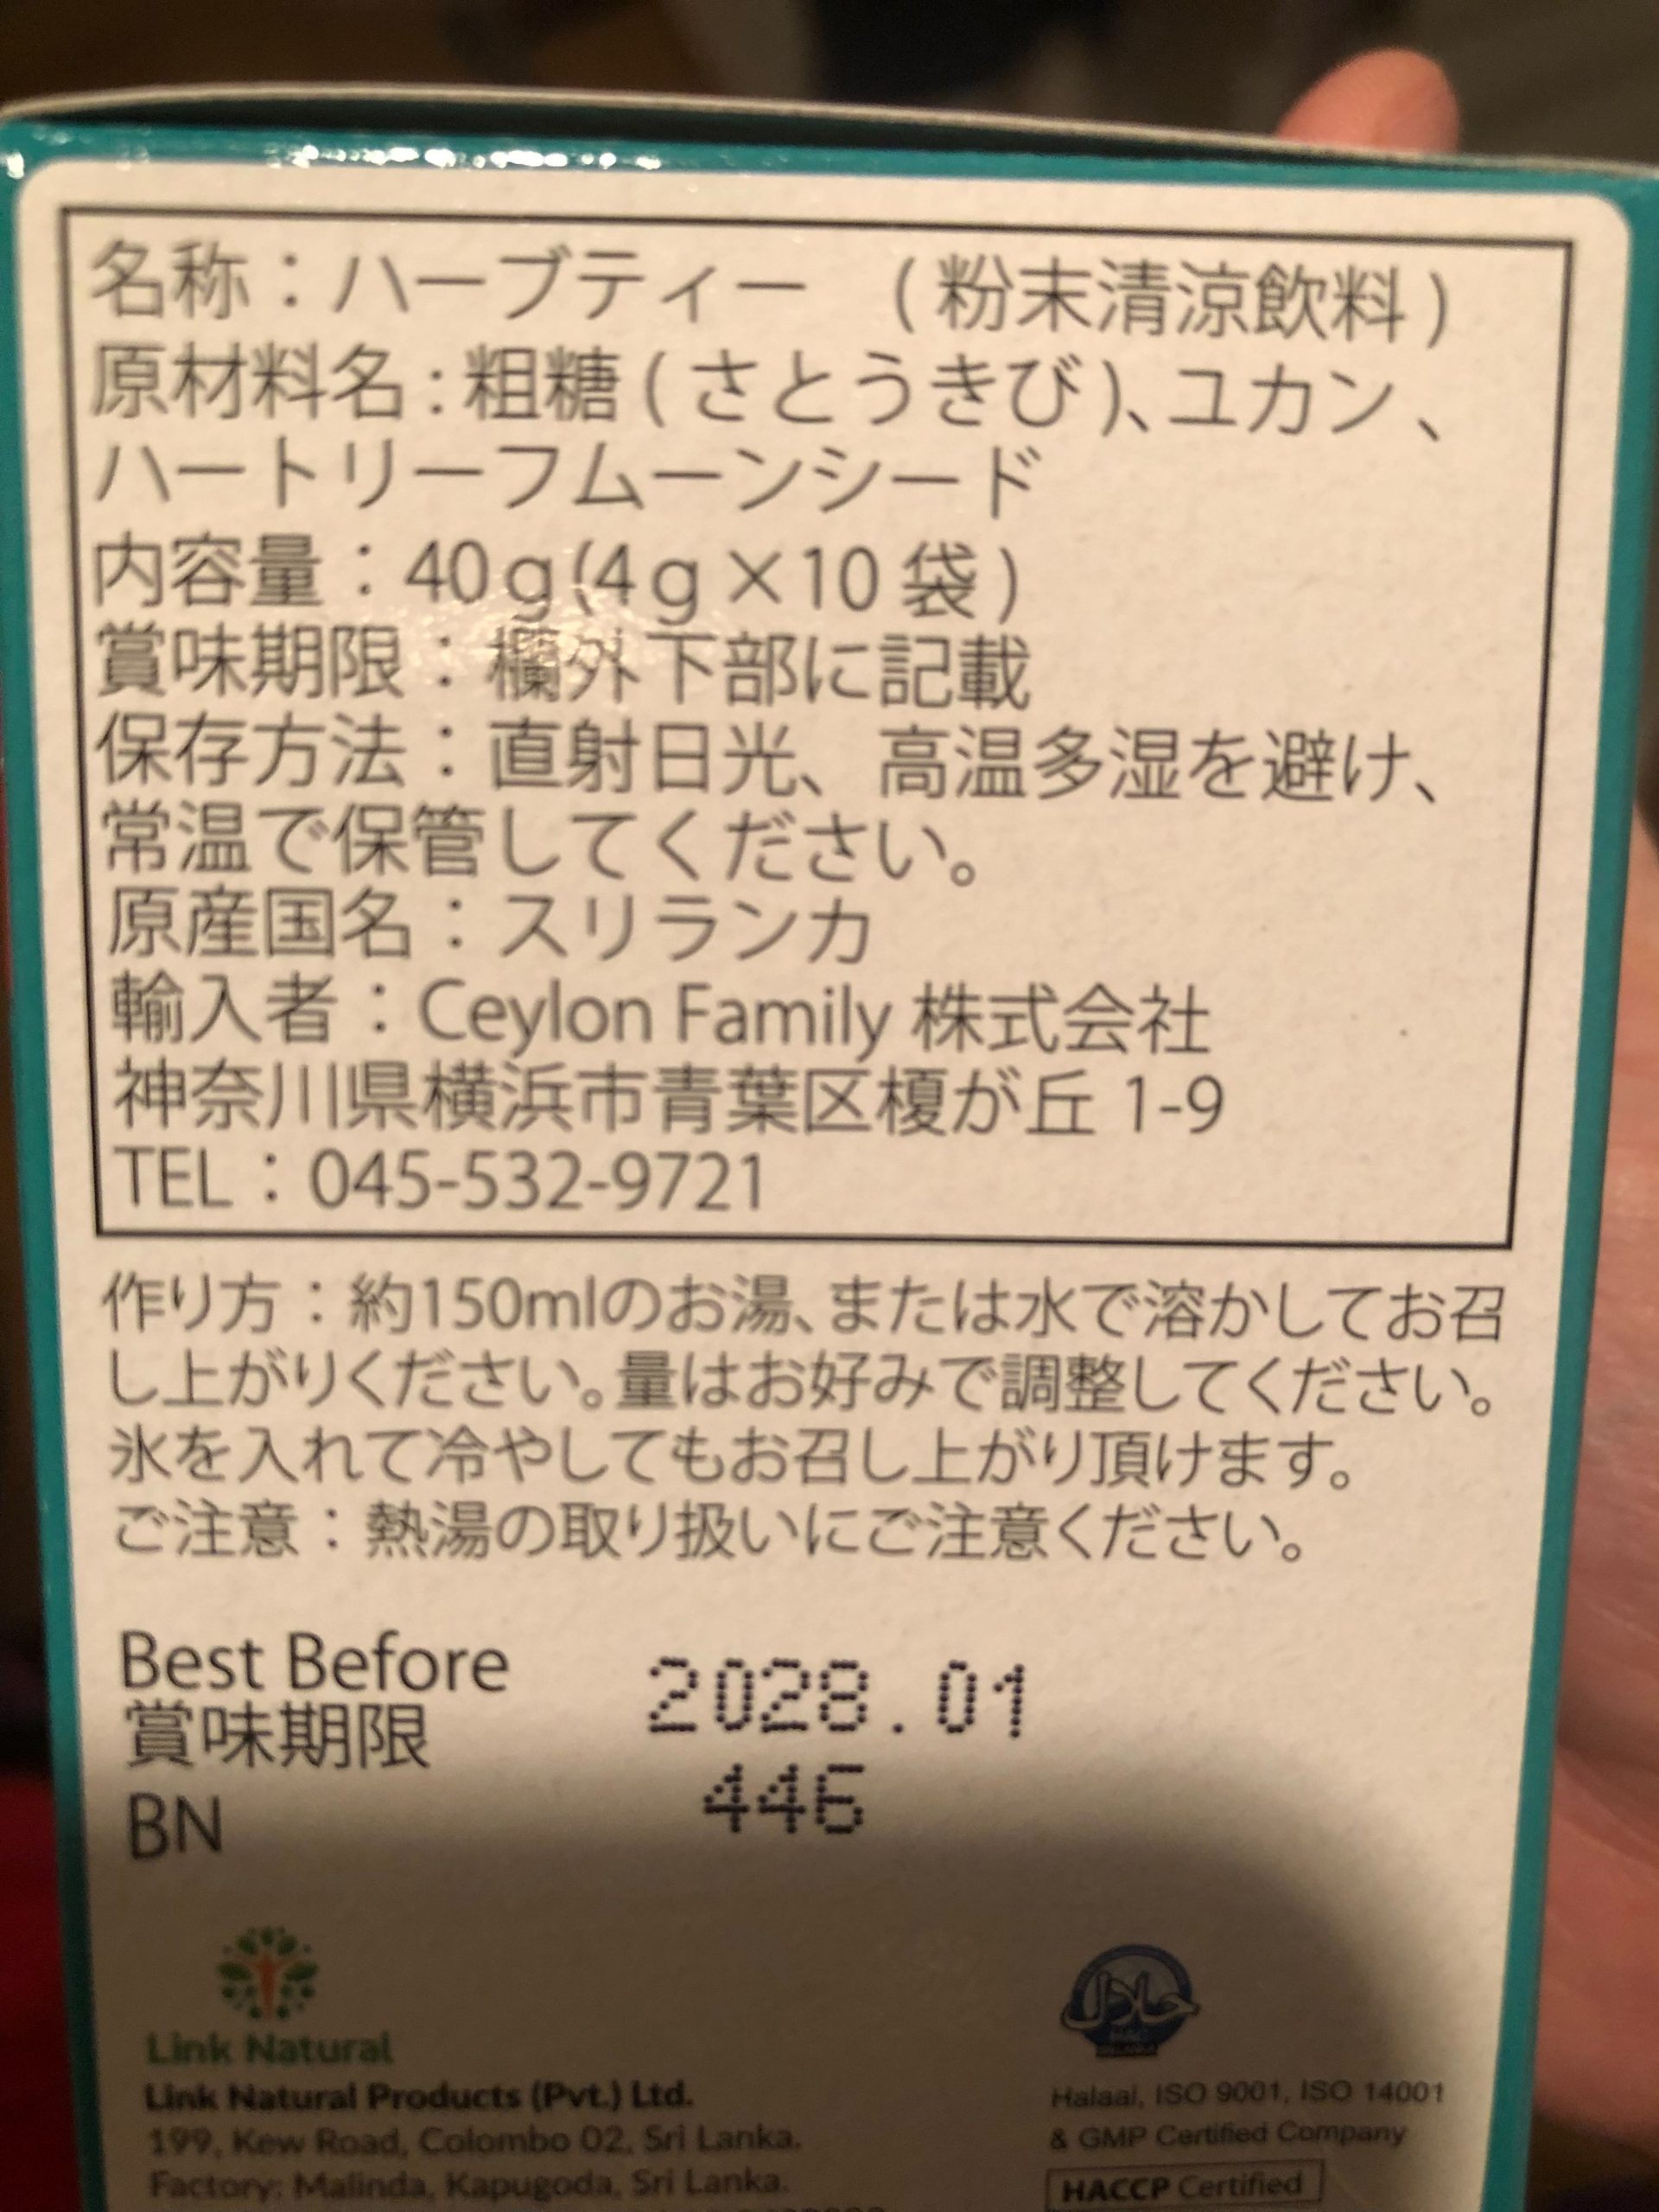 名称：ハーブティー　(粉末清涼飲料)
原材料名:粗糖(さとうきび)、ユカン、
ハートリーフムーンシード
内容量：40g(4g×10袋)
賞味期限：欄外下部に記載
保存方法：直射日光、高温多湿を避け、
常温で保管してください。
原産国名：スリランカ
輸入者：Ceylon Family 株式会社
神奈川県横浜市青葉区榎が丘 1-9
TEL：045-532-9721
作り方：約150mlのお湯、または水で溶かしてお召
し上がりください。量はお好みで調整してください。
氷を入れて冷やしてもお召し上がり頂けます。
ご注意：熱湯の取り扱いにご注意ください。
Best Before 2028.01
賞味期限
BN 446
Link Natural
Link Natural Products (Pvt.) Ltd.
199, Kew Road, Colombo 02, Sri Lanka.
Factory: Malinda, Kapugoda, Sri Lanka.
حلال
Halaal, ISO 9001, ISO 14001
& GMP Certified Company
HACCP Certified